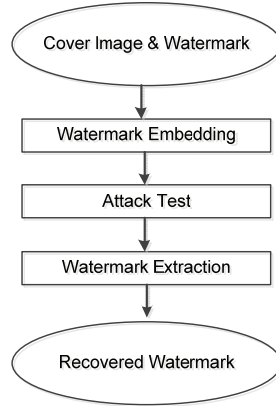 Cover Image & Watermark
Watermark Embedding
Attack Test
Watermark Extraction
Recovered Watermark